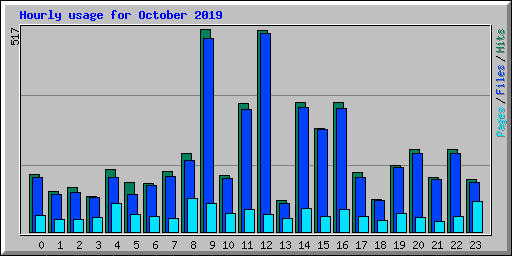 Hourly usage for October 2019
517
Pages/Files/Hits
0 1 2 3 4 5 6 7 8 9 10 11 12 13 14 15 16 17 18 19 20 21 22 23